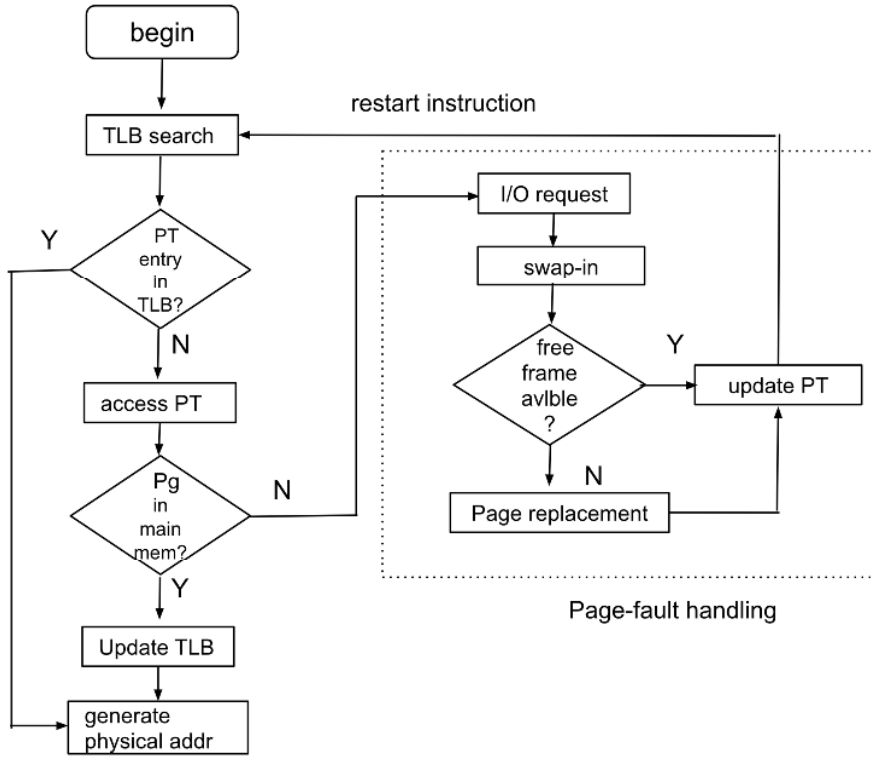 begin
restart instruction
TLB search
I/O request
Y
PT
entry
in
TLB?
swap-in
N
free
frame
avlble
?
Y
update PT
access PT
N
Page replacement
Pg
in
main
mem?
N
Y
Page-fault handling
Update TLB
generate
physical addr